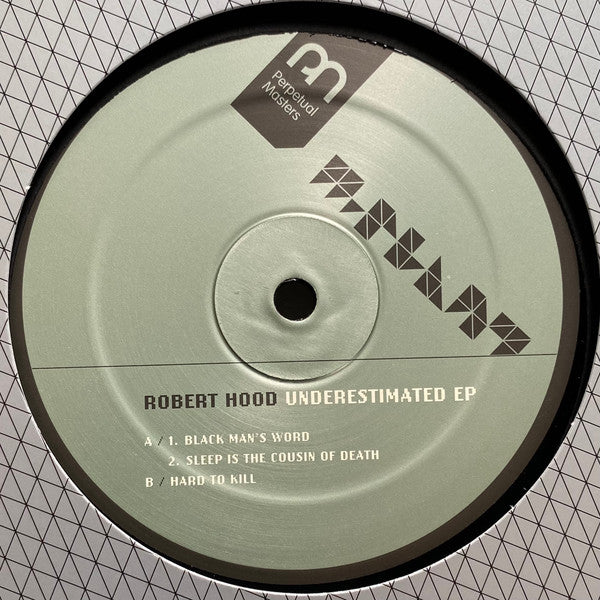 Perpetual
Masters
ROBERT HOOD UNDERESTIMATED EP
A / 1. BLACK MAN'S WORD
2. SLEEP IS THE COUSIN OF DEATH
B / HARD TO KILL